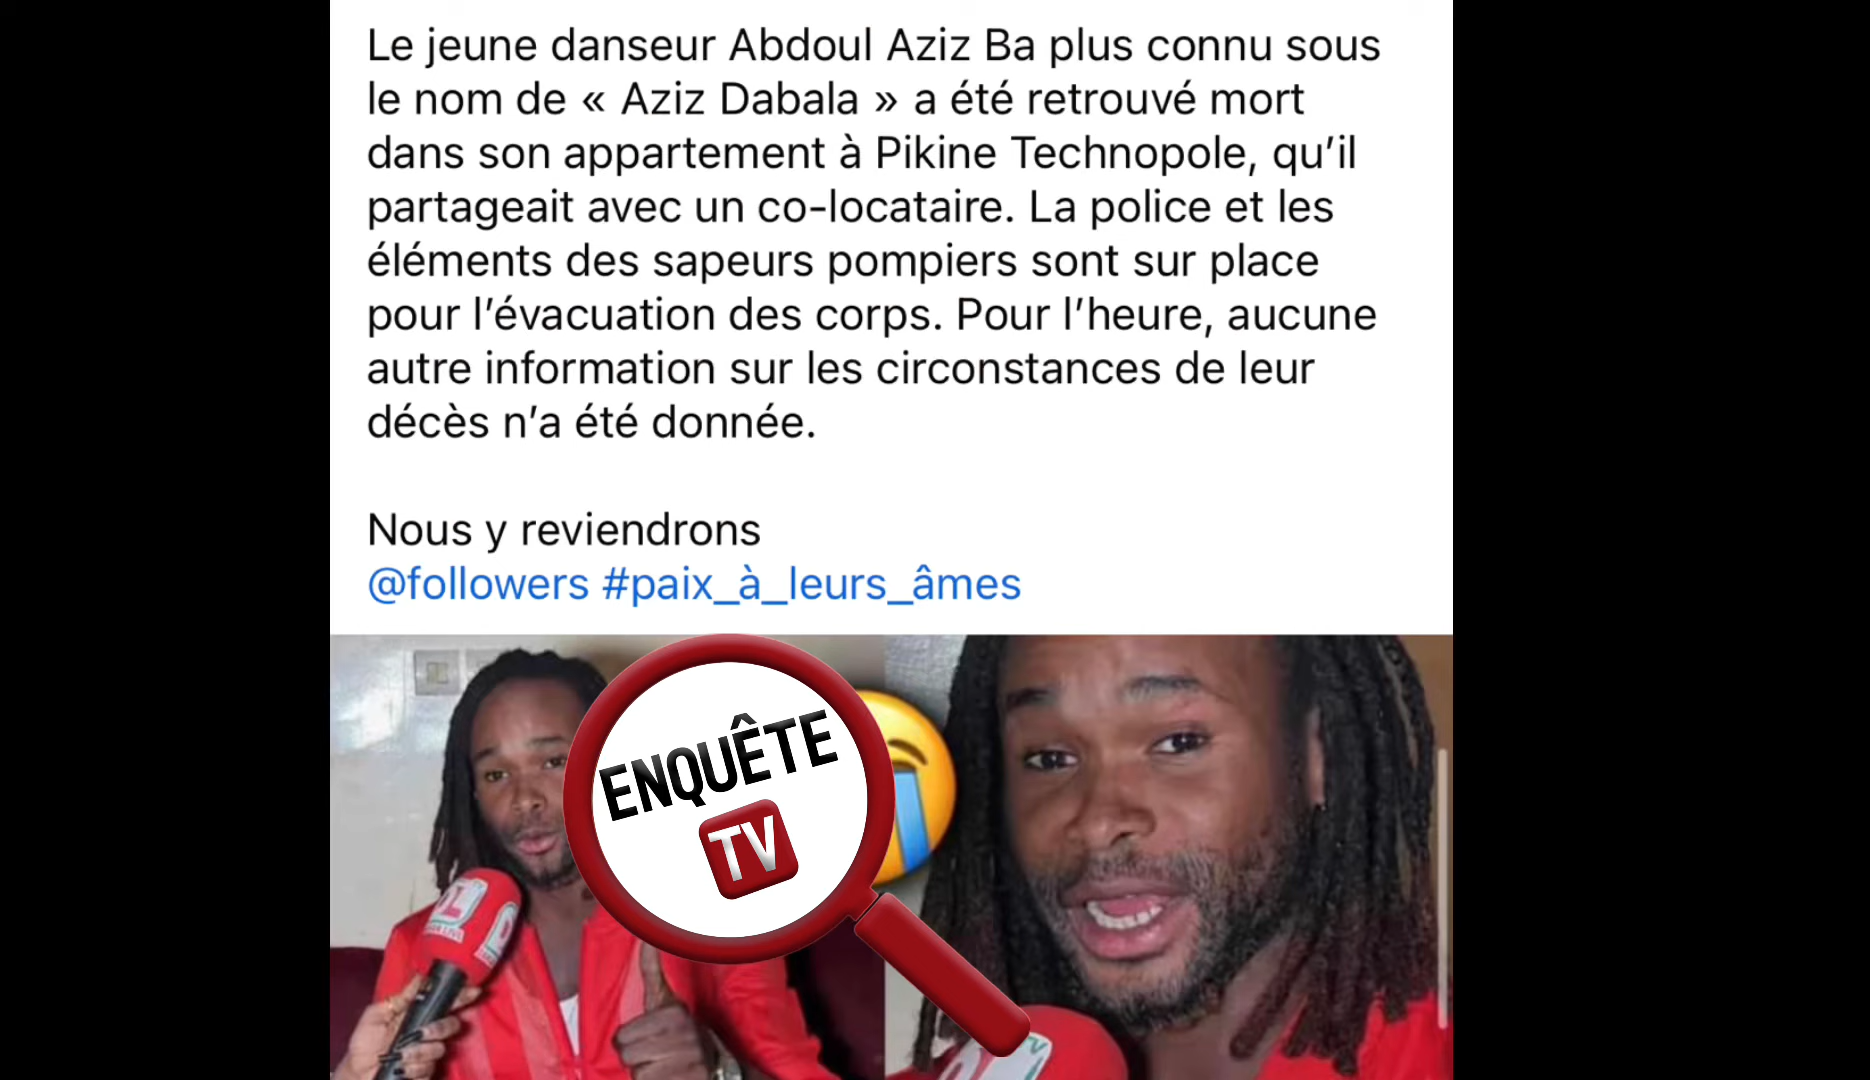 Le jeune danseur Abdoul Aziz Ba plus connu sous
le nom de « Aziz Dabala » a été retrouvé mort
dans son appartement à Pikine Technopole, qu’il
partageait avec un co-locataire. La police et les
éléments des sapeurs pompiers sont sur place
pour l’évacuation des corps. Pour l’heure, aucune
autre information sur les circonstances de leur
décès n’a été donnée.
Nous y reviendrons
@followers #paix_à_leurs_âmes
ENQUÊTE
TV